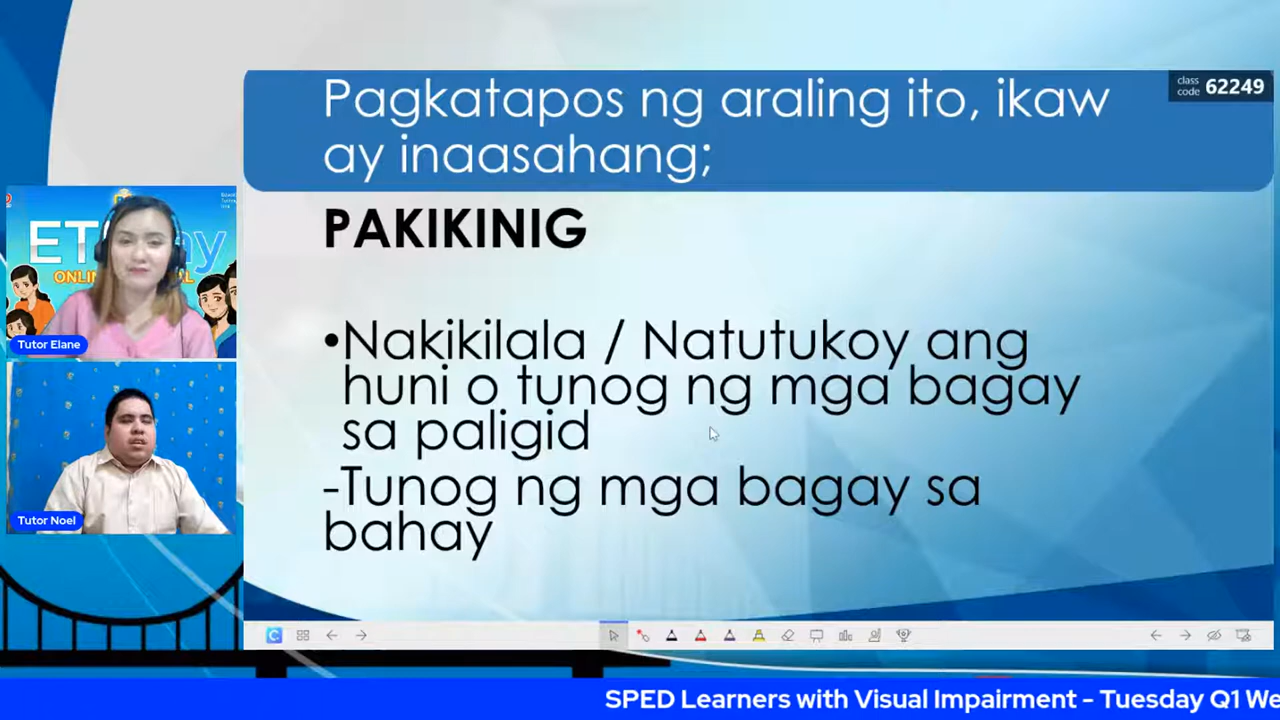 Pagkatapos ng araling ito, ikaw
ay inaasahang;
class
code 62249
PAKIKINIG
•Nakikilala / Natutukoy ang
huni o tunog ng mga bagay
sa paligid
-Tunog ng mga bagay sa
bahay
ONLIN
Tutor Elane
Tutor Noel
SPED Learners with Visual Impairment - Tuesday Q1 We